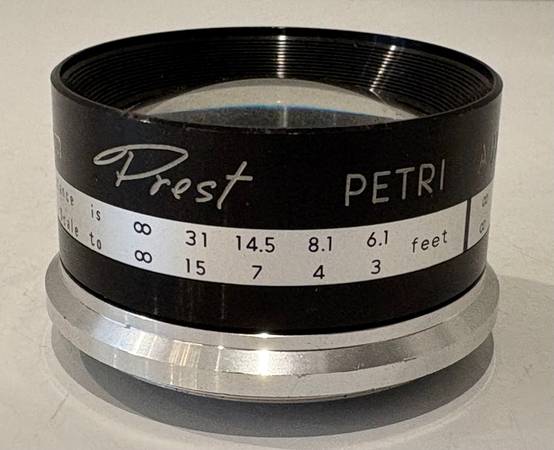 Prest PETRI
is ∞ 31 14.5 8.1 6.1 feet ∞
to ∞ 15 7 4 3 ∞